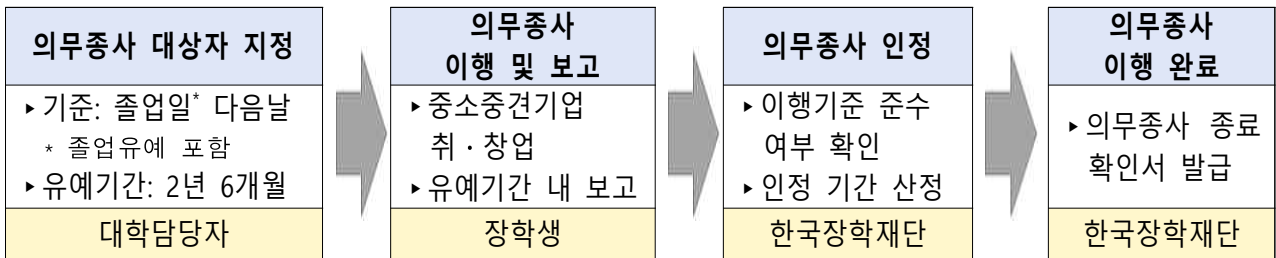 의무종사 대상자 지정
▸기준: 졸업일* 다음날
* 졸업유예 포함
▸유예기간: 2년 6개월
대학담당자
의무종사
이행 및 보고
▸중소중견기업
취·창업
▸유예기간 내 보고
장학생
의무종사 인정
▸이행기준 준수
여부 확인
▸인정 기간 산정
한국장학재단
의무종사
이행 완료
▸의무종사 종료
확인서 발급
한국장학재단